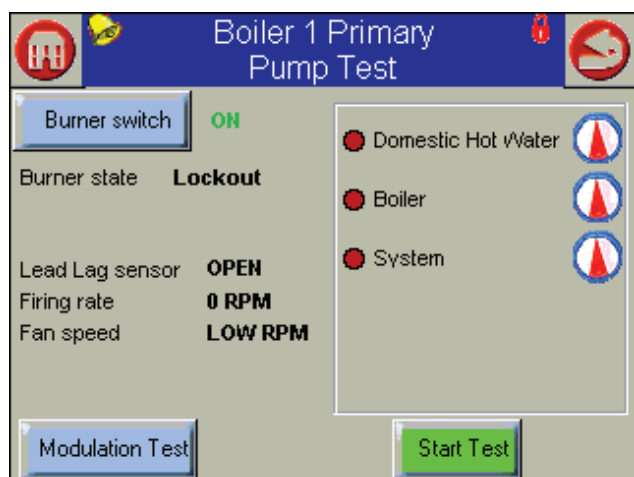 Boiler 1 Primary
Pump Test
Burner switch ON
Burner state Lockout
Lead Lag sensor OPEN
Firing rate 0 RPM
Fan speed LOW RPM
Domestic Hot Water
Boiler
System
Modulation Test
Start Test